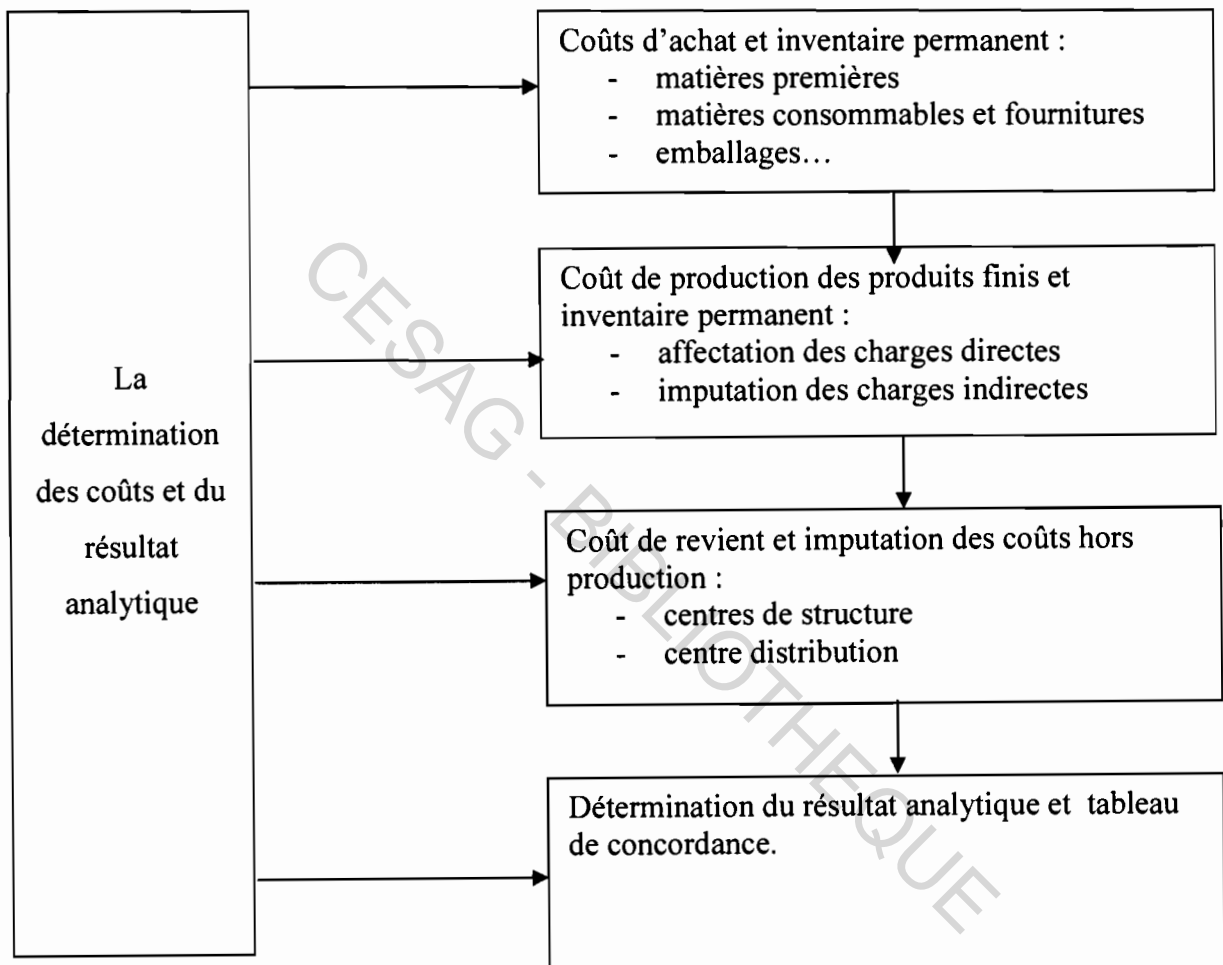 La
détermination
des coûts et du
résultat
analytique
Coûts d'achat et inventaire permanent :
- matières premières
- matières consommables et fournitures
- emballages…
Coût de production des produits finis et
inventaire permanent :
- affectation des charges directes
- imputation des charges indirectes
Coût de revient et imputation des coûts hors
production :
- centres de structure
- centre distribution
Détermination du résultat analytique et tableau
de concordance.
CESAG - BIBLIOTHEQUE